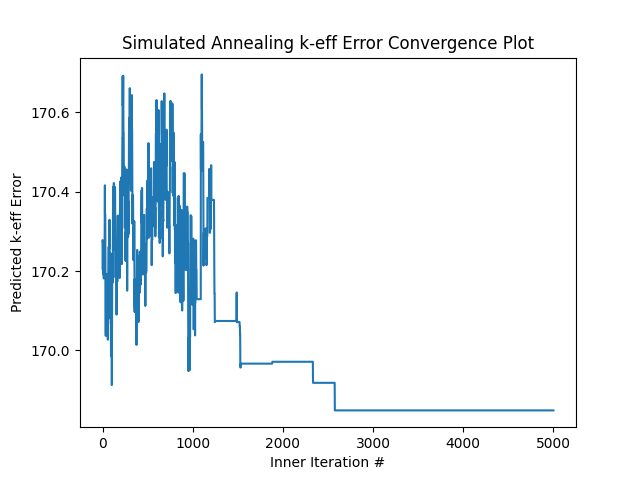 Simulated Annealing k-eff Error Convergence Plot
Predicted k-eff Error
170.6
170.4
170.2
170.0
0 1000 2000 3000 4000 5000
Inner Iteration #